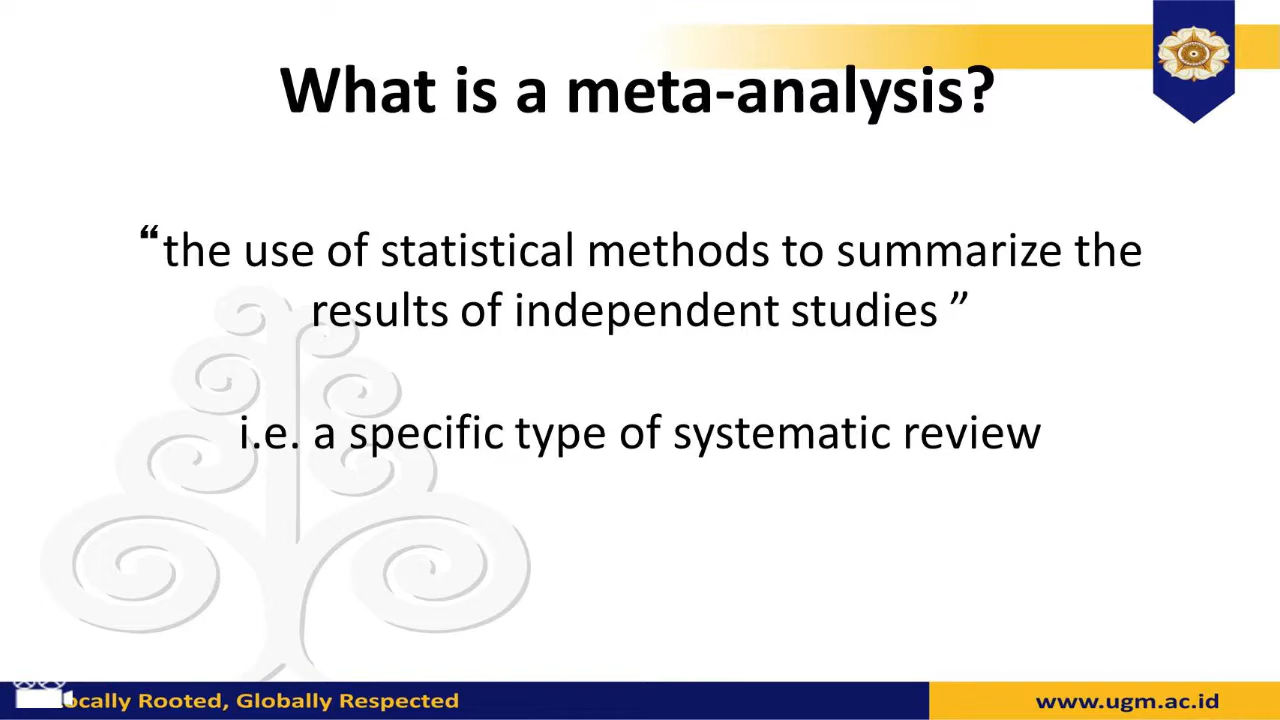 What is a meta-analysis?
“the use of statistical methods to summarize the
results of independent studies ”
i.e. a specific type of systematic review
ocally Rooted, Globally Respected
www.ugm.ac.id